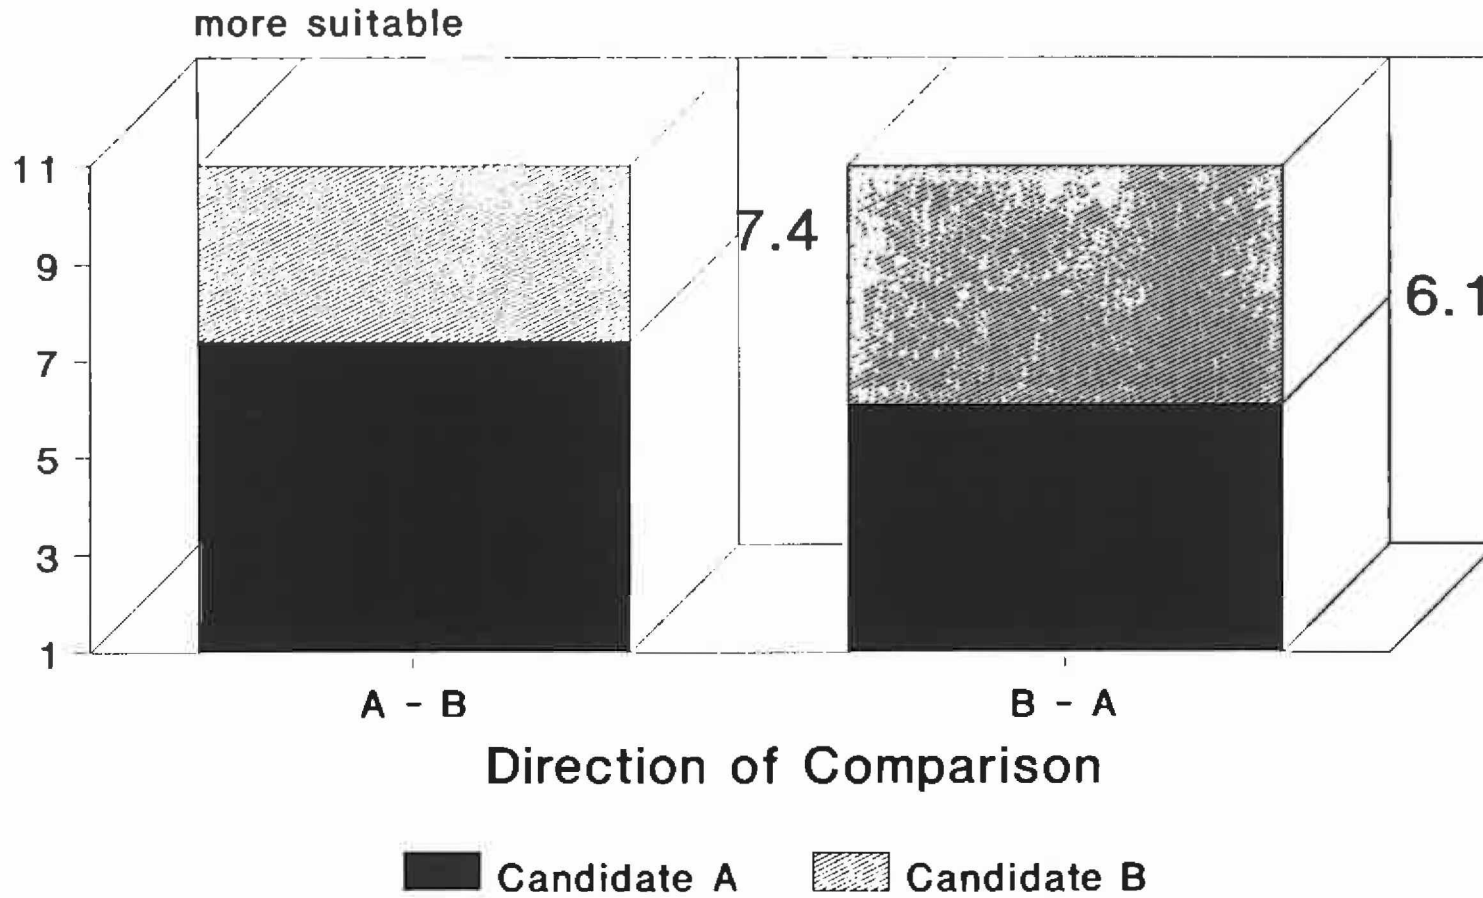 more suitable
11
9
7
5
3
1
7.4
6.1
A - B
B - A
Direction of Comparison
Candidate A
Candidate B